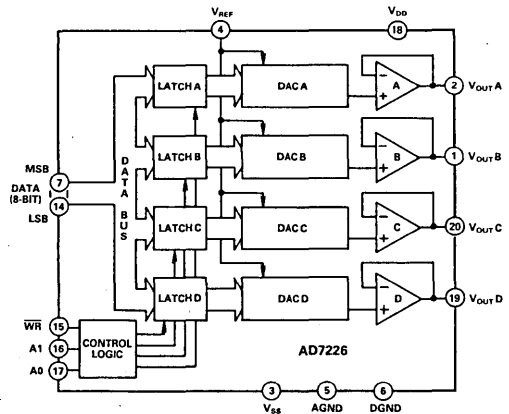 VREF
VDD
4
18
LATCH A
DAC A
A
2
VOUT A
LATCH B
DAC B
B
1
VOUT B
MSB
7
DATA
(8-BIT)
14
LSB
DATA
BUS
LATCH C
DAC C
C
20
VOUT C
LATCH D
DAC D
D
19
VOUT D
WR
15
A1
16
A0
17
CONTROL
LOGIC
AD7226
3
5
6
VSS
AGND
DGND